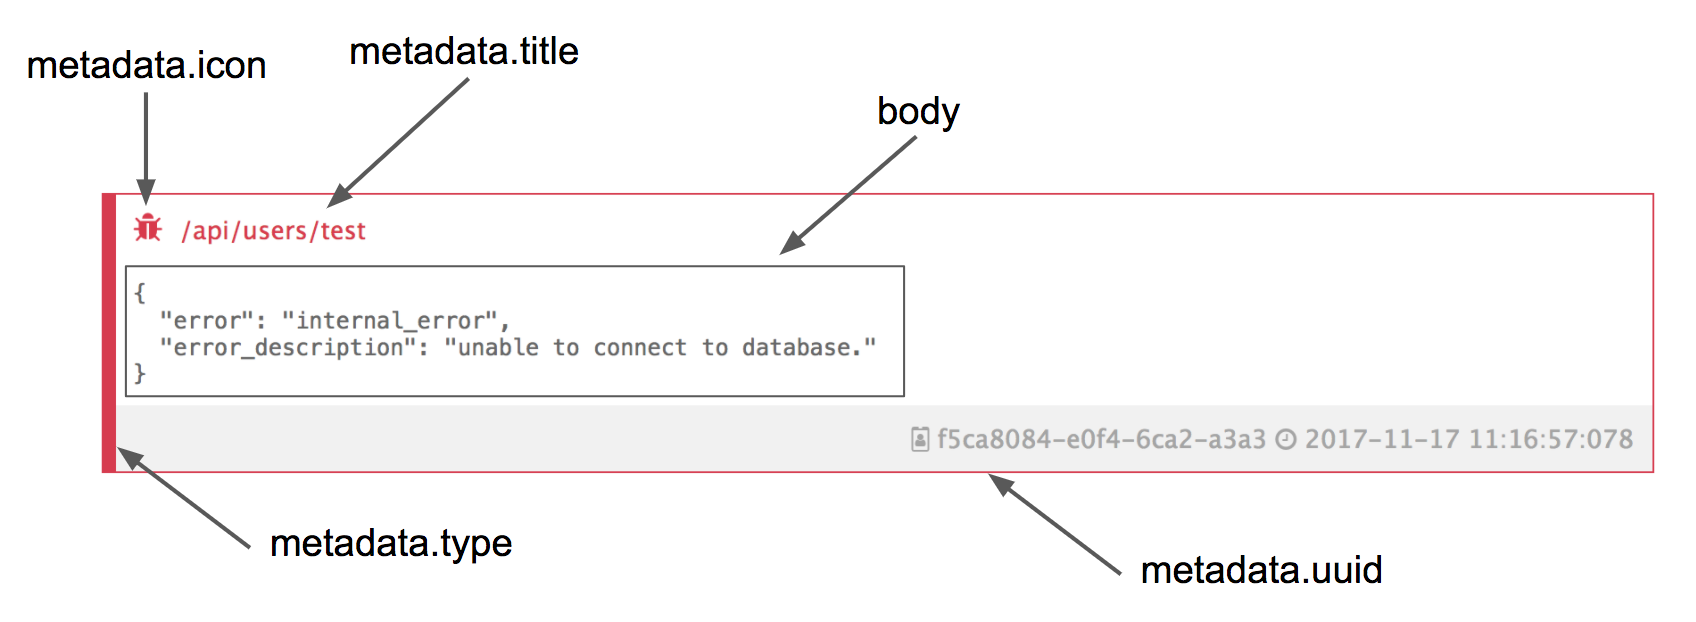 metadata.icon
metadata.title
body
/api/users/test
{
  "error": "internal_error",
  "error_description": "unable to connect to database."
}
f5ca8084-e0f4-6ca2-a3a3 2017-11-17 11:16:57:078
metadata.type
metadata.uuid